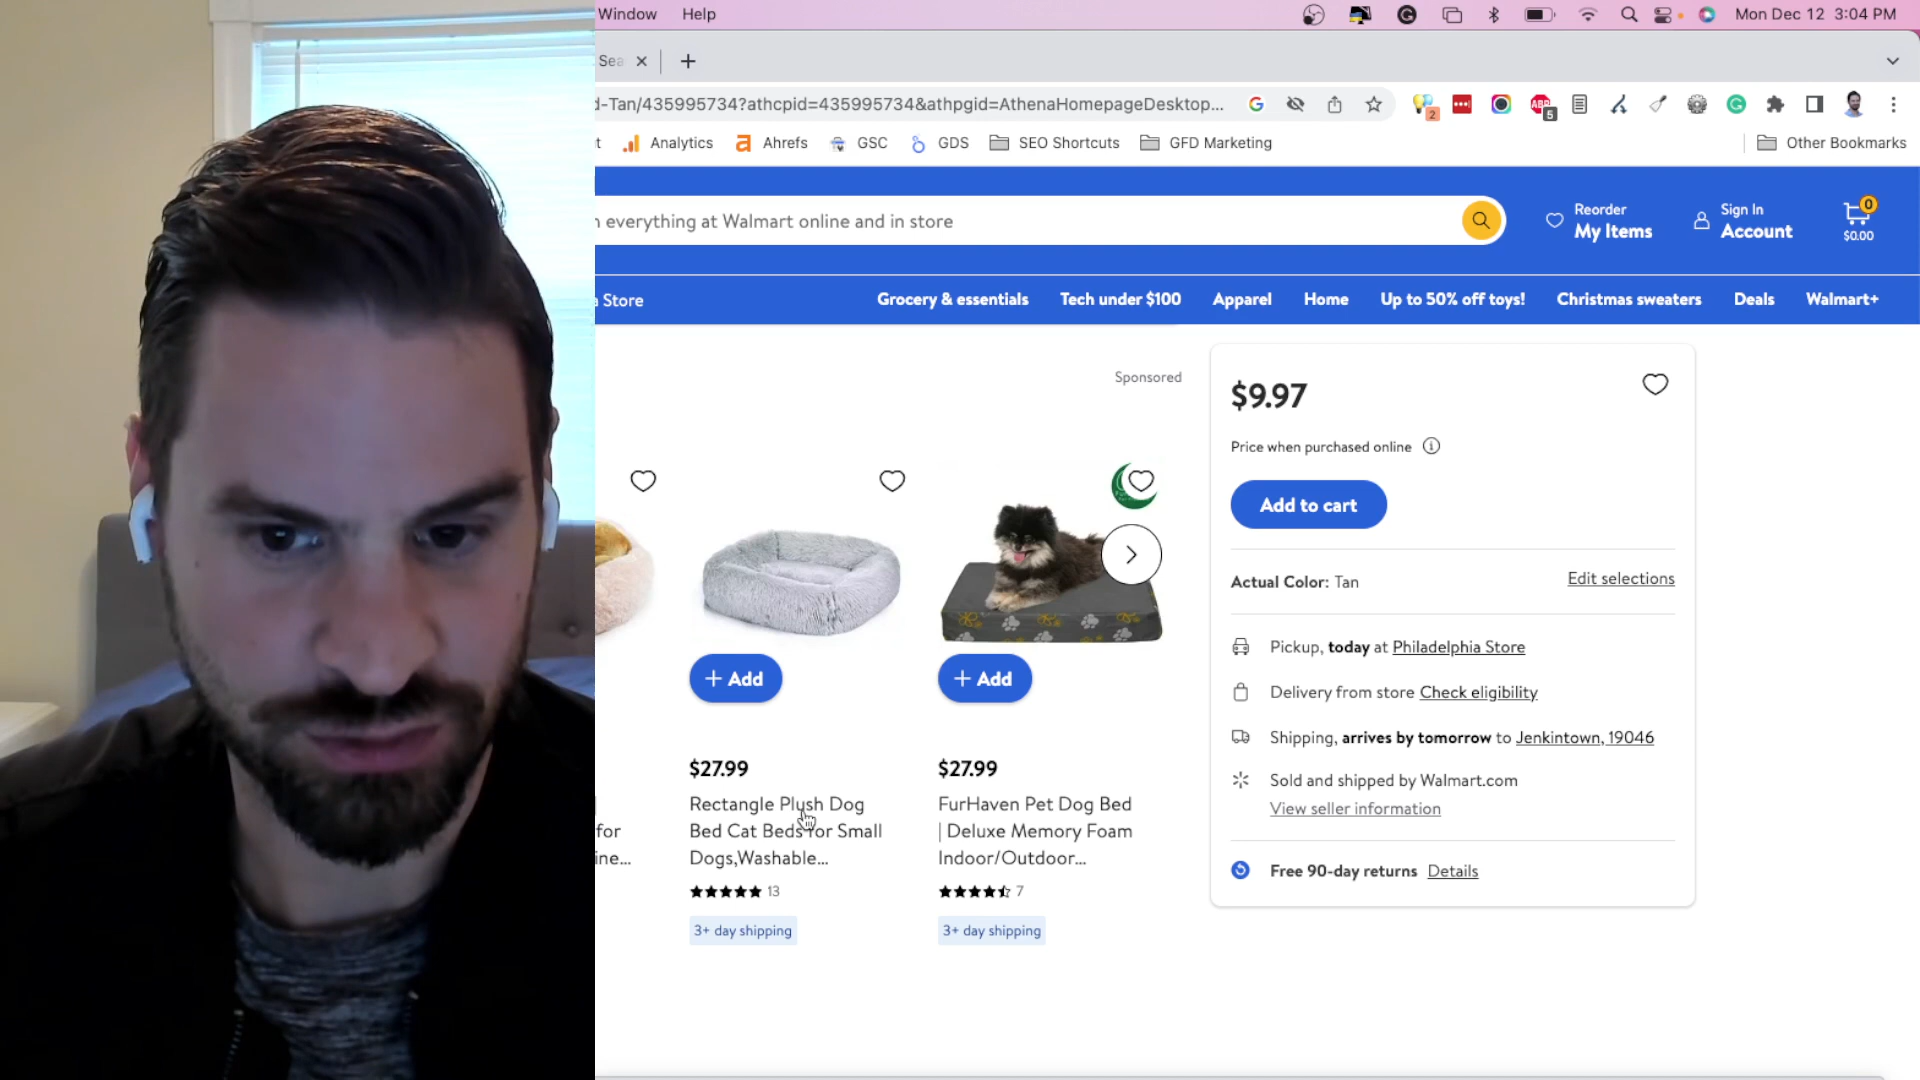 Window Help
Mon Dec 12 3:04 PM
Sea
d-Tan/435995734?athcpid=435995734&athpgid=AthenaHomepageDesktop...
2
ABP
5
t Analytics Ahrefs GSC GDS SEO Shortcuts GFD Marketing Other Bookmarks
h everything at Walmart online and in store
Reorder
My Items
Sign In
Account
0
$0.00
a Store
Grocery & essentials Tech under $100 Apparel Home Up to 50% off toys! Christmas sweaters Deals Walmart+
Sponsored
+ Add
+ Add
for
ine...
$27.99
Rectangle Plush Dog
Bed Cat Beds for Small
Dogs,Washable...
13
3+ day shipping
$27.99
FurHaven Pet Dog Bed
| Deluxe Memory Foam
Indoor/Outdoor...
7
3+ day shipping
$9.97
Price when purchased online
Add to cart
Actual Color: Tan
Edit selections
Pickup, today at Philadelphia Store
Delivery from store Check eligibility
Shipping, arrives by tomorrow to Jenkintown, 19046
Sold and shipped by Walmart.com
View seller information
Free 90-day returns Details